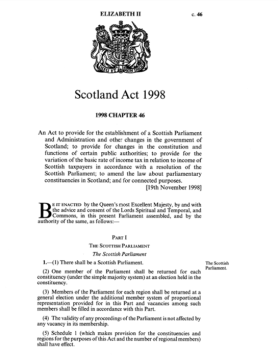 ELIZABETH II c. 46
Scotland Act 1998
1998 CHAPTER 46
An Act to provide for the establishment of a Scottish Parliament
and Administration and other changes in the government of
Scotland; to provide for changes in the constitution and
functions of certain public authorities; to provide for the
variation of the basic rate of income tax in relation to income of
Scottish taxpayers in accordance with a resolution of the
Scottish Parliament; to amend the law about parliamentary
constituencies in Scotland; and for connected purposes.
[19th November 1998]
BE IT ENACTED by the Queen's most Excellent Majesty, by and with
the advice and consent of the Lords Spiritual and Temporal, and
Commons, in this present Parliament assembled, and by the
authority of the same, as follows:—
PART I
THE SCOTTISH PARLIAMENT
The Scottish Parliament
1.—(1) There shall be a Scottish Parliament. The Scottish
Parliament.
(2) One member of the Parliament shall be returned for each
constituency (under the simple majority system) at an election held in the
constituency.
(3) Members of the Parliament for each region shall be returned at a
general election under the additional member system of proportional
representation provided for in this Part and vacancies among such
members shall be filled in accordance with this Part.
(4) The validity of any proceedings of the Parliament is not affected by
any vacancy in its membership.
(5) Schedule 1 (which makes provision for the constituencies and
regions for the purposes of this Act and the number of regional members)
shall have effect.